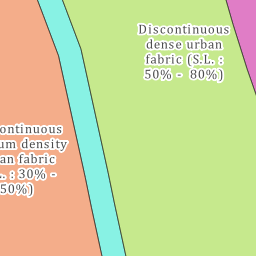 Discontinuous
dense urban
fabric (S.L. :
50% - 80%)
ontinuous
um density
an fabric
. : 30% -
50%)